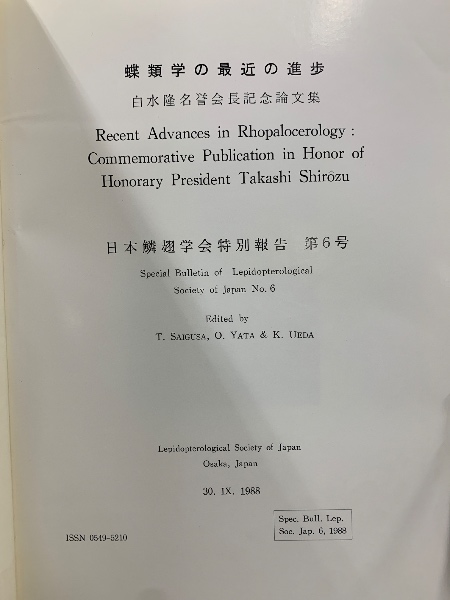 蝶類学の最近の進歩
白水隆名誉会長記念論文集
Recent Advances in Rhopalocerology :
Commemorative Publication in Honor of
Honorary President Takashi Shirôzu
日本鱗翅学会特別報告 第6号
Special Bulletin of Lepidopterological
Society of Japan No. 6
Edited by
T. SAIGUSA, O. YATA & K. UEDA
Lepidopterological Society of Japan
Osaka, Japan
30. IX. 1988
Spec. Bull. Lep.
Soc. Jap. 6, 1988
ISSN 0549-5210